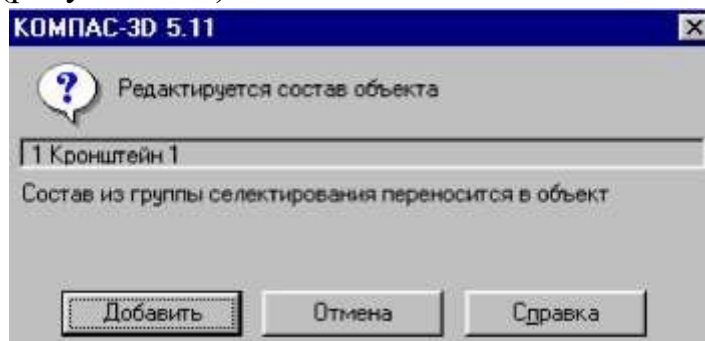 КОМПАС-3D 5.11
Редактируется состав объекта
1 Кронштейн 1
Состав из группы селектирования переносится в объект
Добавить Отмена Справка